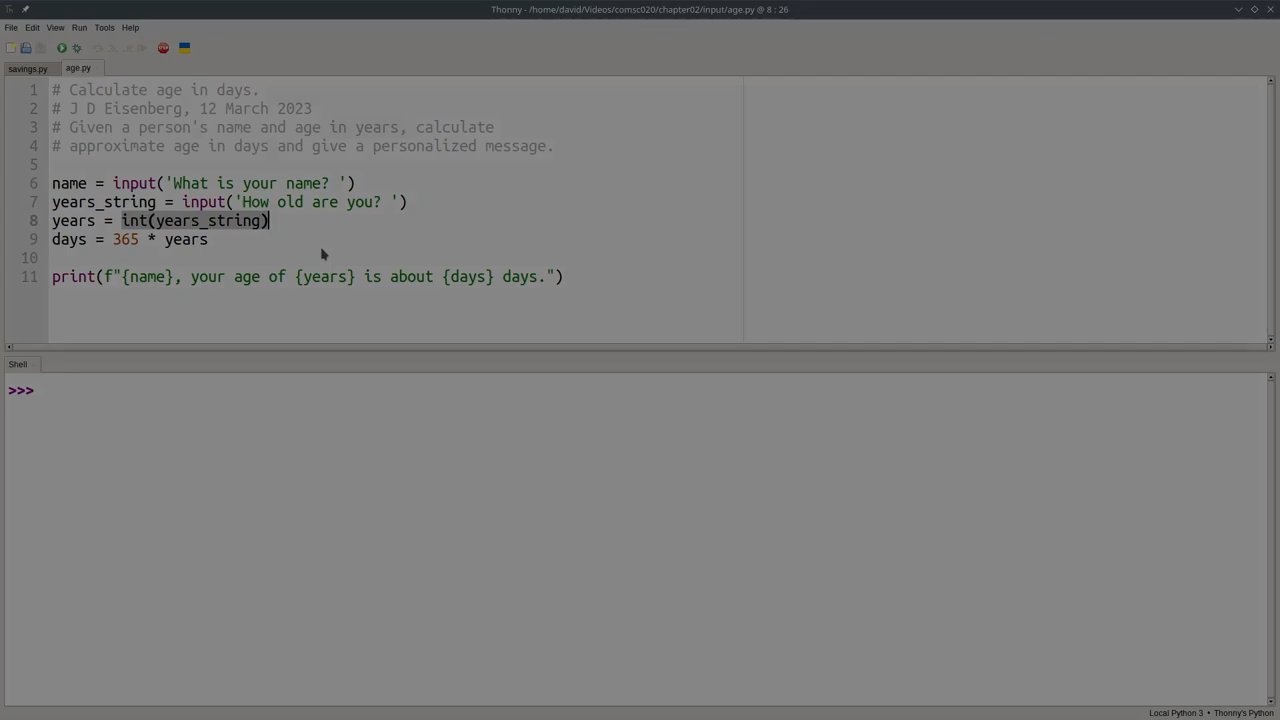 Thonny - /home/david/Videos/comsc020/chapter02/input/age.py @ 8 : 26
File Edit View Run Tools Help
savings.py age.py
1 # Calculate age in days.
2 # J D Eisenberg, 12 March 2023
3 # Given a person's name and age in years, calculate
4 # approximate age in days and give a personalized message.
5
6 name = input('What is your name? ')
7 years_string = input('How old are you? ')
8 years = int(years_string)
9 days = 365 * years
10
11 print(f"{name}, your age of {years} is about {days} days.")
Shell
>>>
Local Python 3 • Thonny's Python